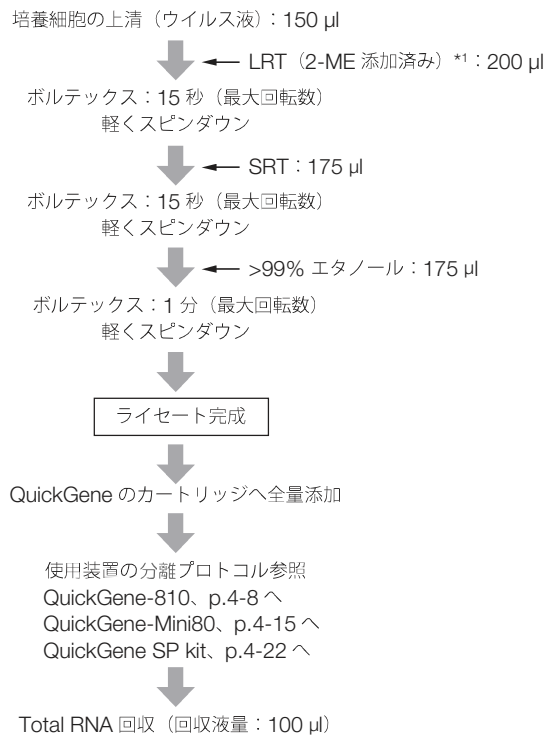 培養細胞の上清（ウイルス液）：150 µl
LRT（2-ME 添加済み）*1：200 µl
ボルテックス：15 秒（最大回転数）
軽くスピンダウン
SRT：175 µl
ボルテックス：15 秒（最大回転数）
軽くスピンダウン
>99% エタノール：175 µl
ボルテックス：1 分（最大回転数）
軽くスピンダウン
ライセート完成
QuickGene のカートリッジへ全量添加
使用装置の分離プロトコル参照
QuickGene-810、p.4-8 へ
QuickGene-Mini80、p.4-15 へ
QuickGene SP kit、p.4-22 へ
Total RNA 回収（回収液量：100 µl）